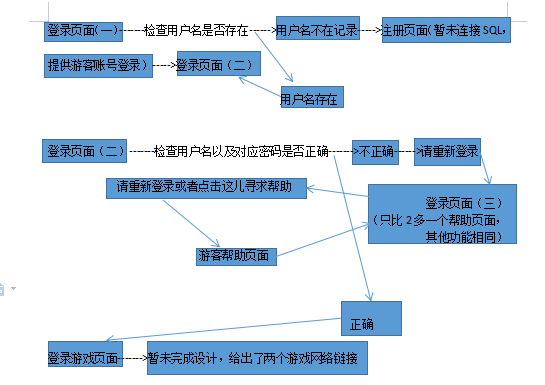 登录页面(一)------检查用户名是否存在-------->用户名不在记录------>注册页面(暂未连接SQL,
提供游客账号登录)------>登录页面(二)
用户名存在
登录页面(二)-------检查用户名以及对应密码是否正确------->不正确----->请重新登录
请重新登录或者点击这儿寻求帮助
登录页面(三)
(只比2多一个帮助页面,
其他功能相同)
游客帮助页面
正确
登录游戏页面------->暂未完成设计,给出了两个游戏网络链接